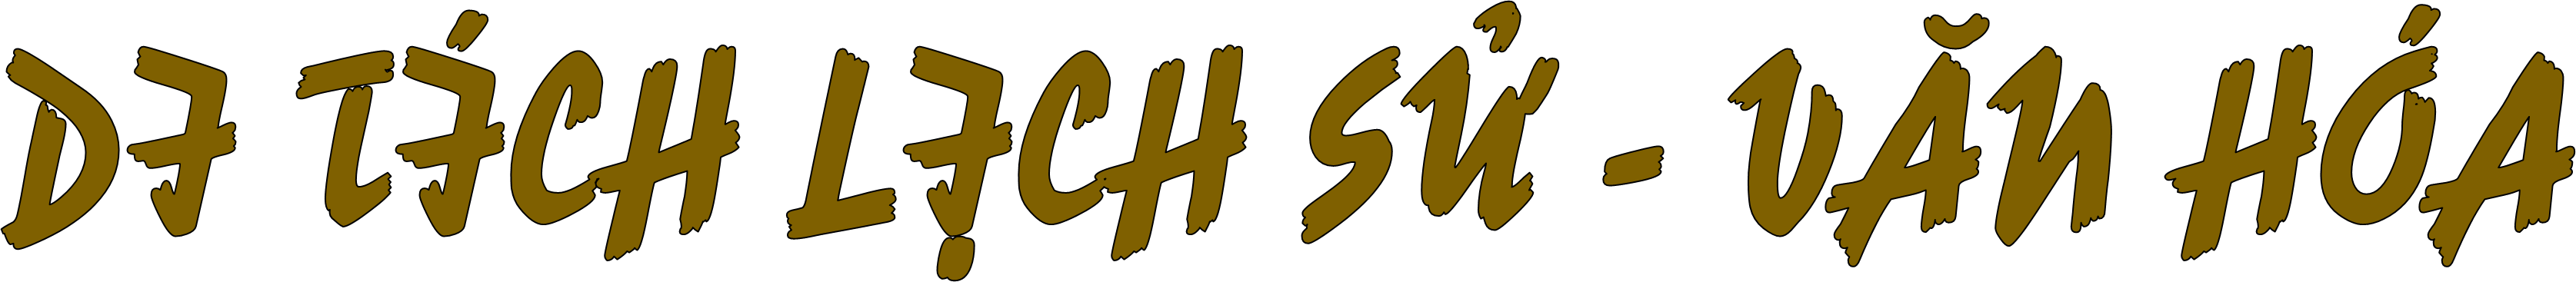 DI TÍCH LỊCH SỬ - VĂN HÓA